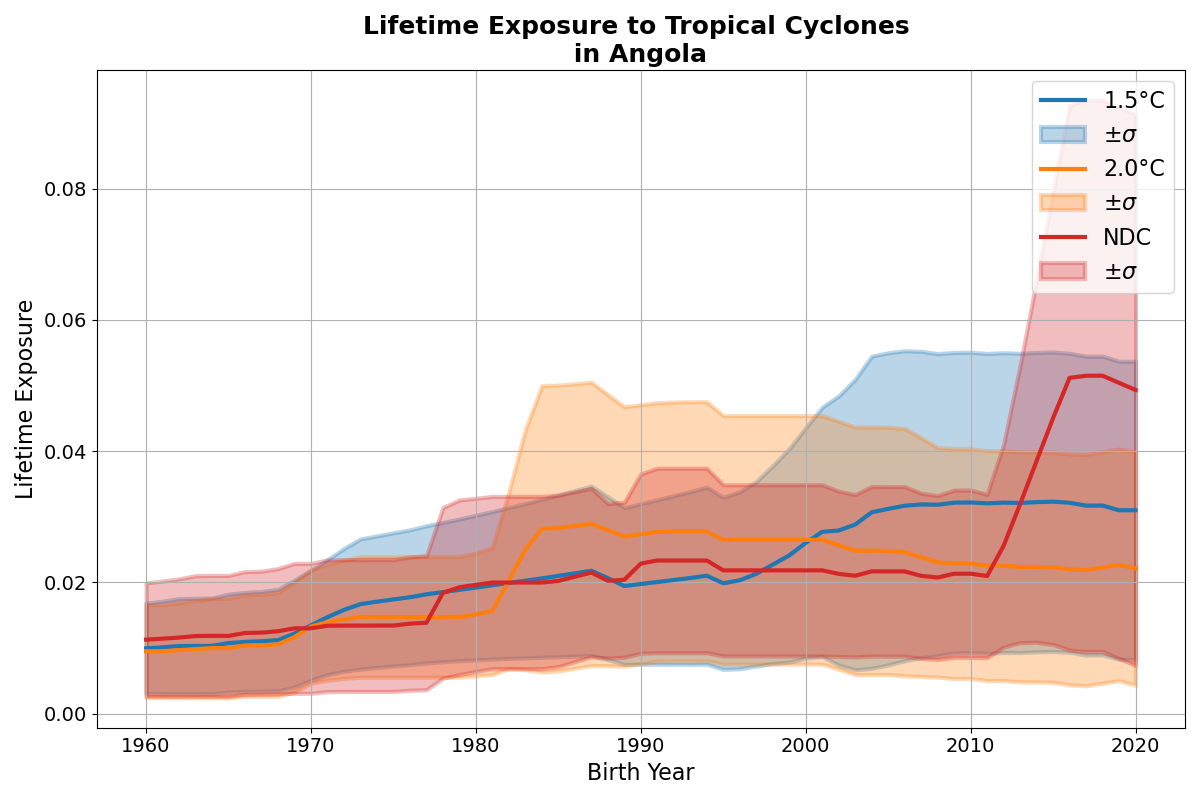 Lifetime Exposure to Tropical Cyclones
in Angola
Lifetime Exposure
0.08
0.06
0.04
0.02
0.00
1960 1970 1980 1990 2000 2010 2020
Birth Year
1.5°C
±σ
2.0°C
±σ
NDC
±σ